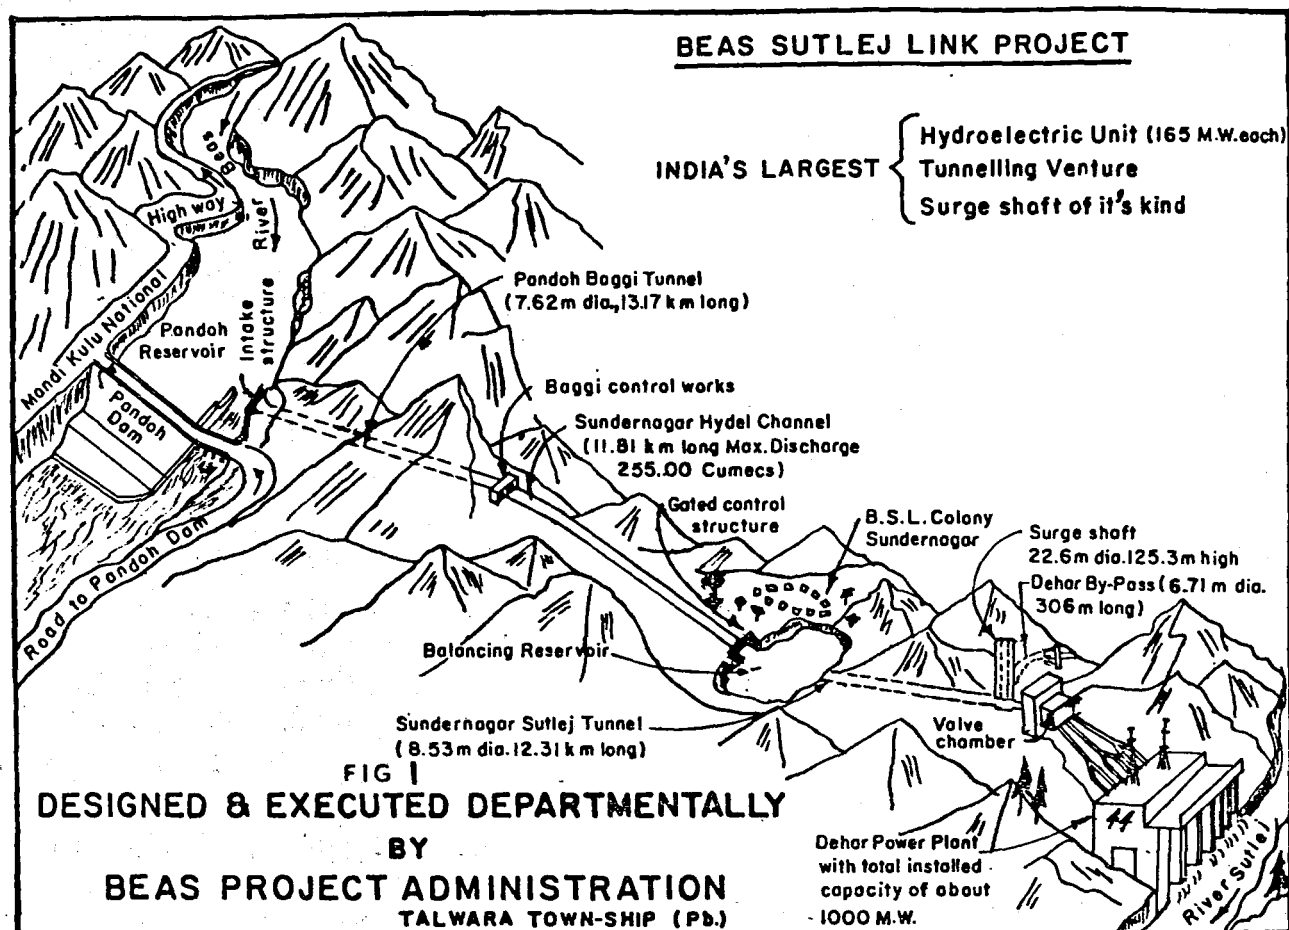 BEAS SUTLEJ LINK PROJECT
INDIA'S LARGEST
Hydroelectric Unit (165 M.W.each)
Tunnelling Venture
Surge shaft of it's kind
Beas
River
High way
Mandi Kulu National
Pandoh
Reservoir
Intake
structure
Pandoh
Dam
Road to Pandoh Dam
Pandoh Baggi Tunnel
(7.62m dia.,13.17 km long)
Baggi control works
Sundernagar Hydel Channel
(11.81 km long Max.Discharge
255.00 Cumecs)
Gated control
structure
B.S.L. Colony
Sundernagar
Surge shaft
22.6m dia.125.3m high
Dehar By-Pass (6.71 m dia.
306m long)
Balancing Reservoir
Sundernagar Sutlej Tunnel
(8.53m dia.12.31 km long)
Valve
chamber
Dehar Power Plant
with total installed
capacity of about
1000 M.W.
River Sutlej
FIG 1
DESIGNED & EXECUTED DEPARTMENTALLY
BY
BEAS PROJECT ADMINISTRATION
TALWARA TOWN-SHIP (Pb.)